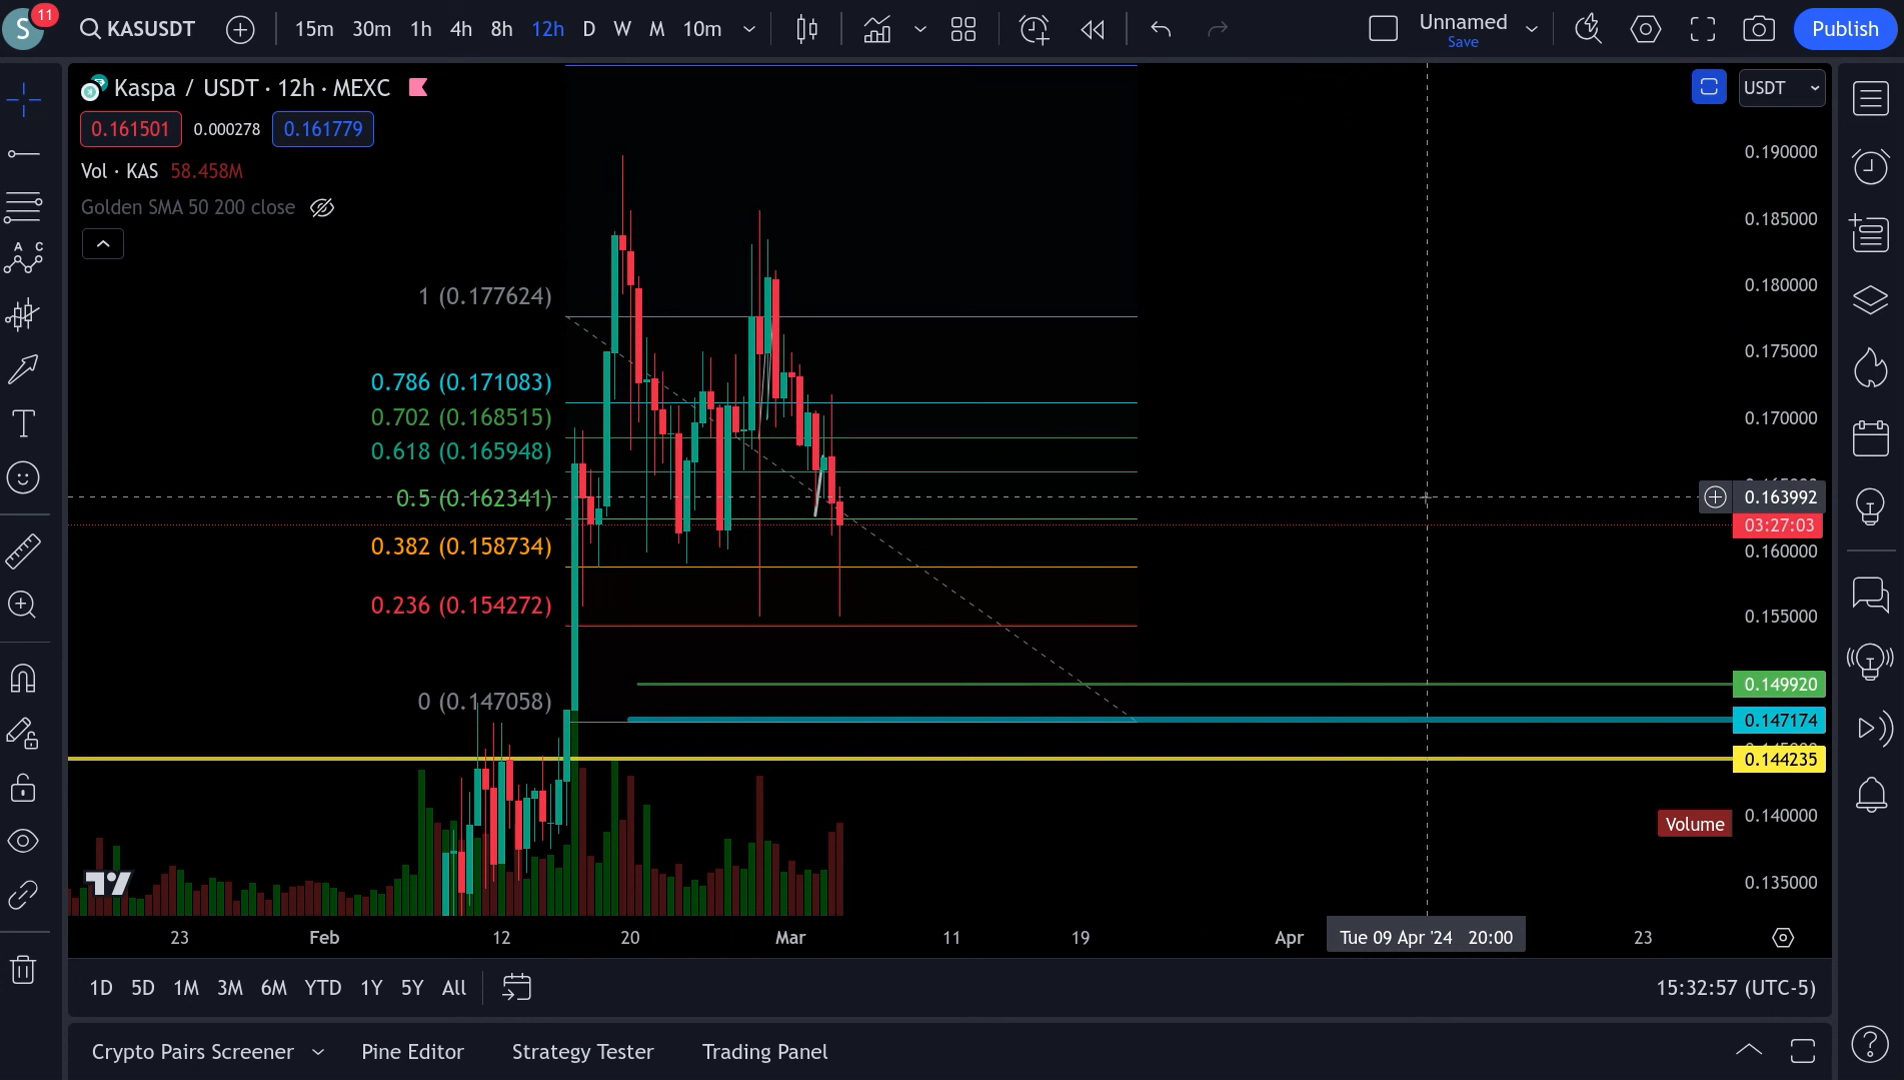 S
11
KASUSDT
15m 30m 1h 4h 8h 12h D W M 10m
Unnamed
Save
Publish
Kaspa / USDT · 12h · MEXC
USDT
0.161501 0.000278 0.161779
Vol · KAS 58.458M
Golden SMA 50 200 close
A C
0.190000
0.185000
0.180000
0.175000
0.170000
0.163992
03:27:03
0.160000
0.155000
0.149920
0.147174
0.144235
0.140000
0.135000
1 (0.177624)
0.786 (0.171083)
0.702 (0.168515)
0.618 (0.165948)
0.5 (0.162341)
0.382 (0.158734)
0.236 (0.154272)
0 (0.147058)
Volume
23 Feb 12 20 Mar 11 19 Apr Tue 09 Apr '24 20:00 23
1D 5D 1M 3M 6M YTD 1Y 5Y All
15:32:57 (UTC-5)
Crypto Pairs Screener Pine Editor Strategy Tester Trading Panel